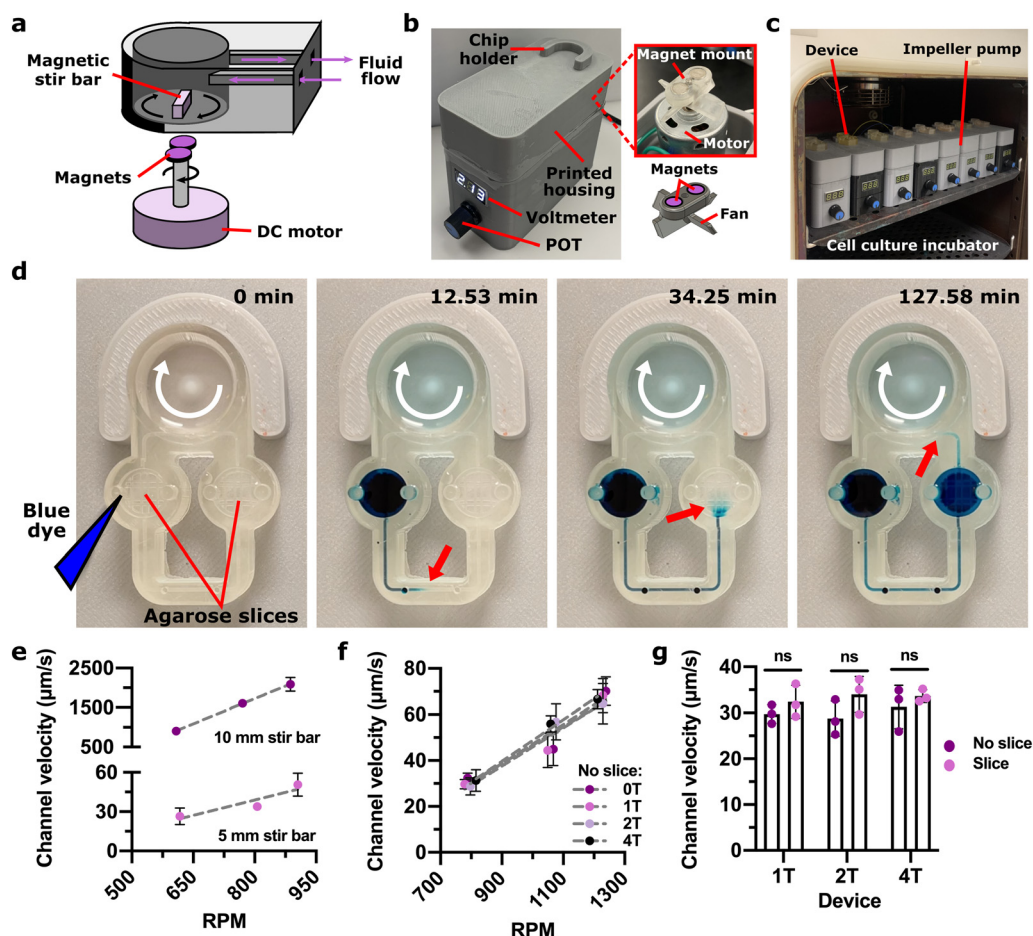 a
Magnetic
stir bar
Fluid
flow
Magnets
DC motor
b
Chip
holder
Magnet mount
Motor
Printed
housing
Magnets
2.13
Voltmeter
Fan
POT
c
Device
Impeller pump
Cell culture incubator
d
0 min
12.53 min
34.25 min
127.58 min
Blue
dye
Agarose slices
e
Channel velocity (µm/s)
2500
2000
1500
1000
500
10 mm stir bar
60
30
0
5 mm stir bar
500
650
800
950
RPM
f
Channel velocity (µm/s)
80
60
40
20
0
No slice:
0T
1T
2T
4T
700
900
1100
1300
RPM
g
Channel velocity (µm/s)
40
30
20
10
0
ns
ns
ns
No slice
Slice
1T
2T
4T
Device